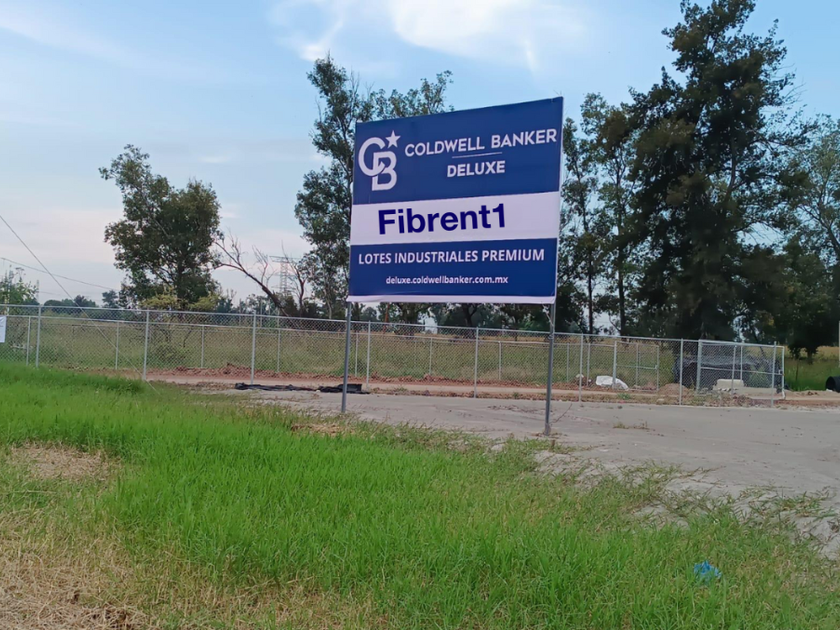 CB
COLDWELL BANKER
DELUXE
Fibrent1
LOTES INDUSTRIALES PREMIUM
deluxe.coldwellbanker.com.mx